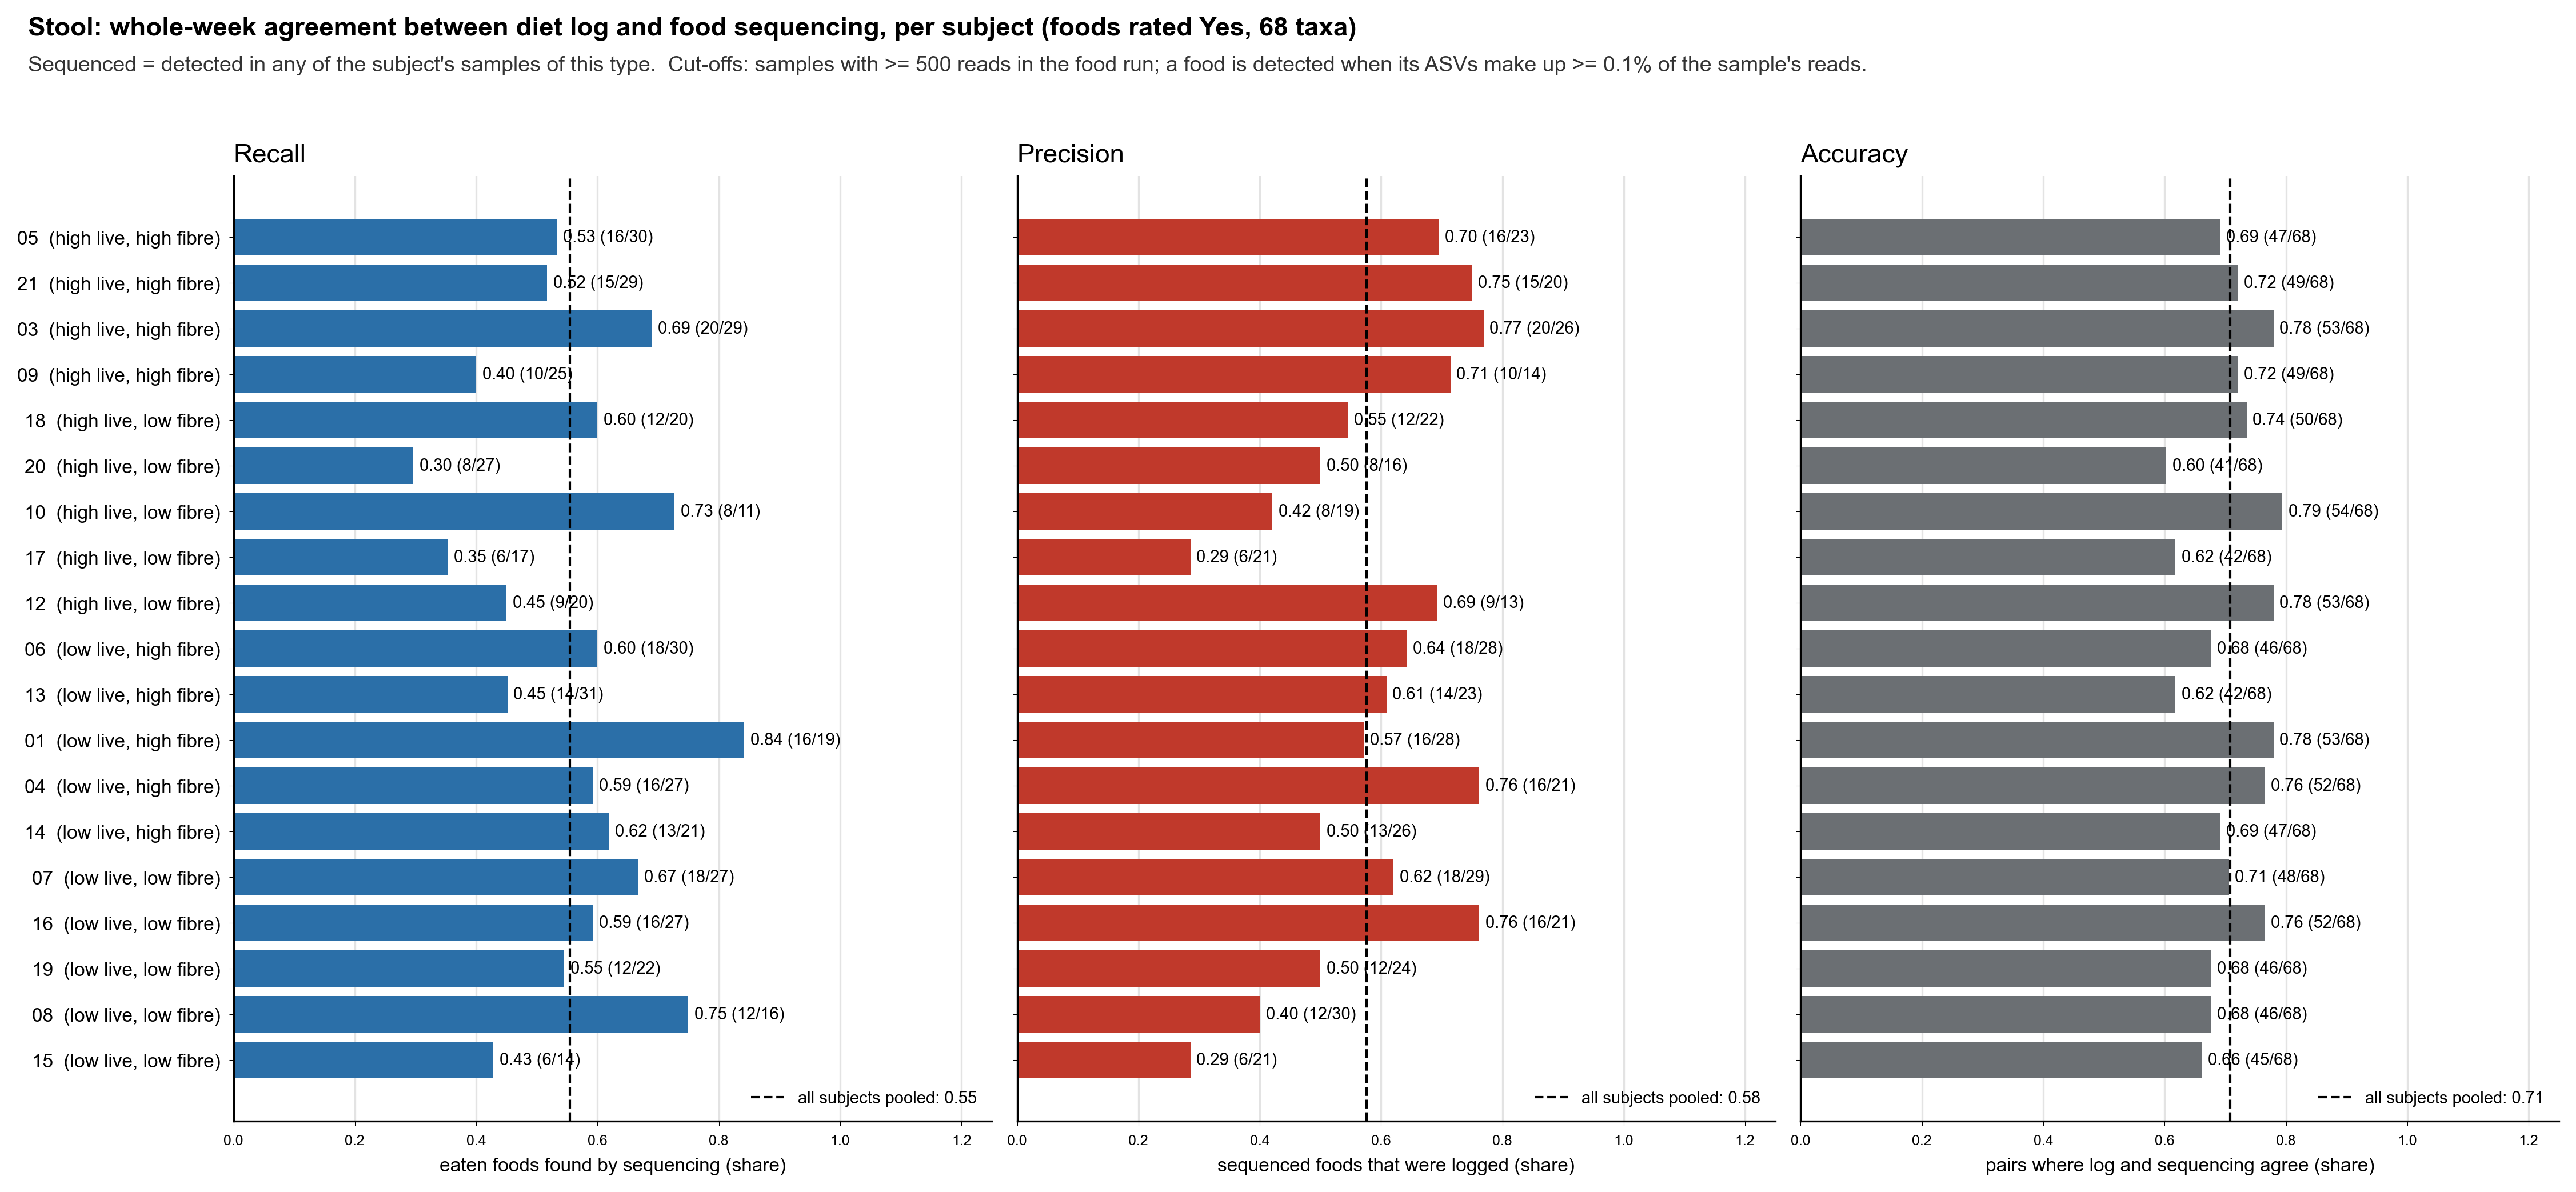 Stool: whole-week agreement between diet log and food sequencing, per subject (foods rated Yes, 68 taxa)
Sequenced = detected in any of the subject's samples of this type.  Cut-offs: samples with >= 500 reads in the food run; a food is detected when its ASVs make up >= 0.1% of the sample's reads.
Recall
Precision
Accuracy
05 (high live, high fibre) 0.53 (16/30) 0.70 (16/23) 0.69 (47/68)
21 (high live, high fibre) 0.52 (15/29) 0.75 (15/20) 0.72 (49/68)
03 (high live, high fibre) 0.69 (20/29) 0.77 (20/26) 0.78 (53/68)
09 (high live, high fibre) 0.40 (10/25) 0.71 (10/14) 0.72 (49/68)
18 (high live, low fibre) 0.60 (12/20) 0.55 (12/22) 0.74 (50/68)
20 (high live, low fibre) 0.30 (8/27) 0.50 (8/16) 0.60 (41/68)
10 (high live, low fibre) 0.73 (8/11) 0.42 (8/19) 0.79 (54/68)
17 (high live, low fibre) 0.35 (6/17) 0.29 (6/21) 0.62 (42/68)
12 (high live, low fibre) 0.45 (9/20) 0.69 (9/13) 0.78 (53/68)
06 (low live, high fibre) 0.60 (18/30) 0.64 (18/28) 0.68 (46/68)
13 (low live, high fibre) 0.45 (14/31) 0.61 (14/23) 0.62 (42/68)
01 (low live, high fibre) 0.84 (16/19) 0.57 (16/28) 0.78 (53/68)
04 (low live, high fibre) 0.59 (16/27) 0.76 (16/21) 0.76 (52/68)
14 (low live, high fibre) 0.62 (13/21) 0.50 (13/26) 0.69 (47/68)
07 (low live, low fibre) 0.67 (18/27) 0.62 (18/29) 0.71 (48/68)
16 (low live, low fibre) 0.59 (16/27) 0.76 (16/21) 0.76 (52/68)
19 (low live, low fibre) 0.55 (12/22) 0.50 (12/24) 0.68 (46/68)
08 (low live, low fibre) 0.75 (12/16) 0.40 (12/30) 0.68 (46/68)
15 (low live, low fibre) 0.43 (6/14) 0.29 (6/21) 0.66 (45/68)
all subjects pooled: 0.55
all subjects pooled: 0.58
all subjects pooled: 0.71
0.0 0.2 0.4 0.6 0.8 1.0 1.2
0.0 0.2 0.4 0.6 0.8 1.0 1.2
0.0 0.2 0.4 0.6 0.8 1.0 1.2
eaten foods found by sequencing (share)
sequenced foods that were logged (share)
pairs where log and sequencing agree (share)